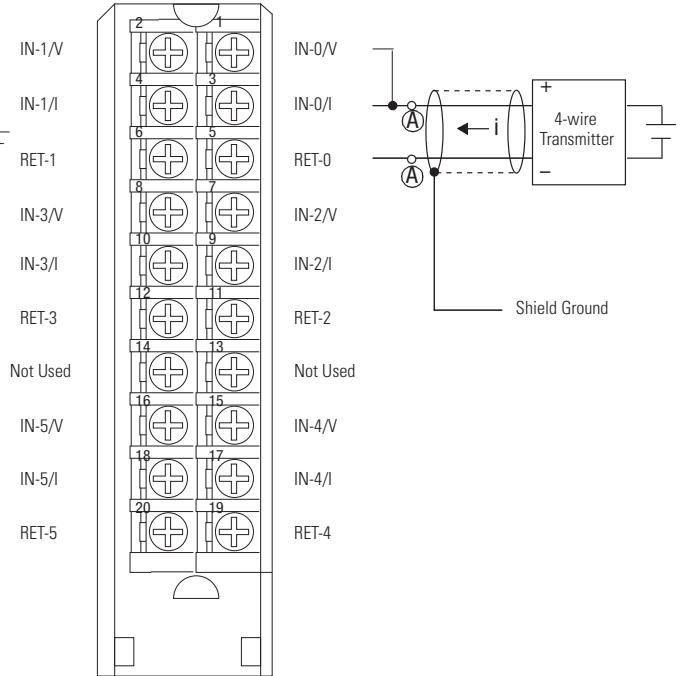 2 1
IN-1/V IN-0/V
4 3
IN-1/I IN-0/I
+
A i 4-wire
Transmitter
6 5
RET-1 RET-0
A −
8 7
IN-3/V IN-2/V
10 9
IN-3/I IN-2/I
12 11
RET-3 RET-2
Shield Ground
14 13
Not Used Not Used
16 15
IN-5/V IN-4/V
18 17
IN-5/I IN-4/I
20 19
RET-5 RET-4